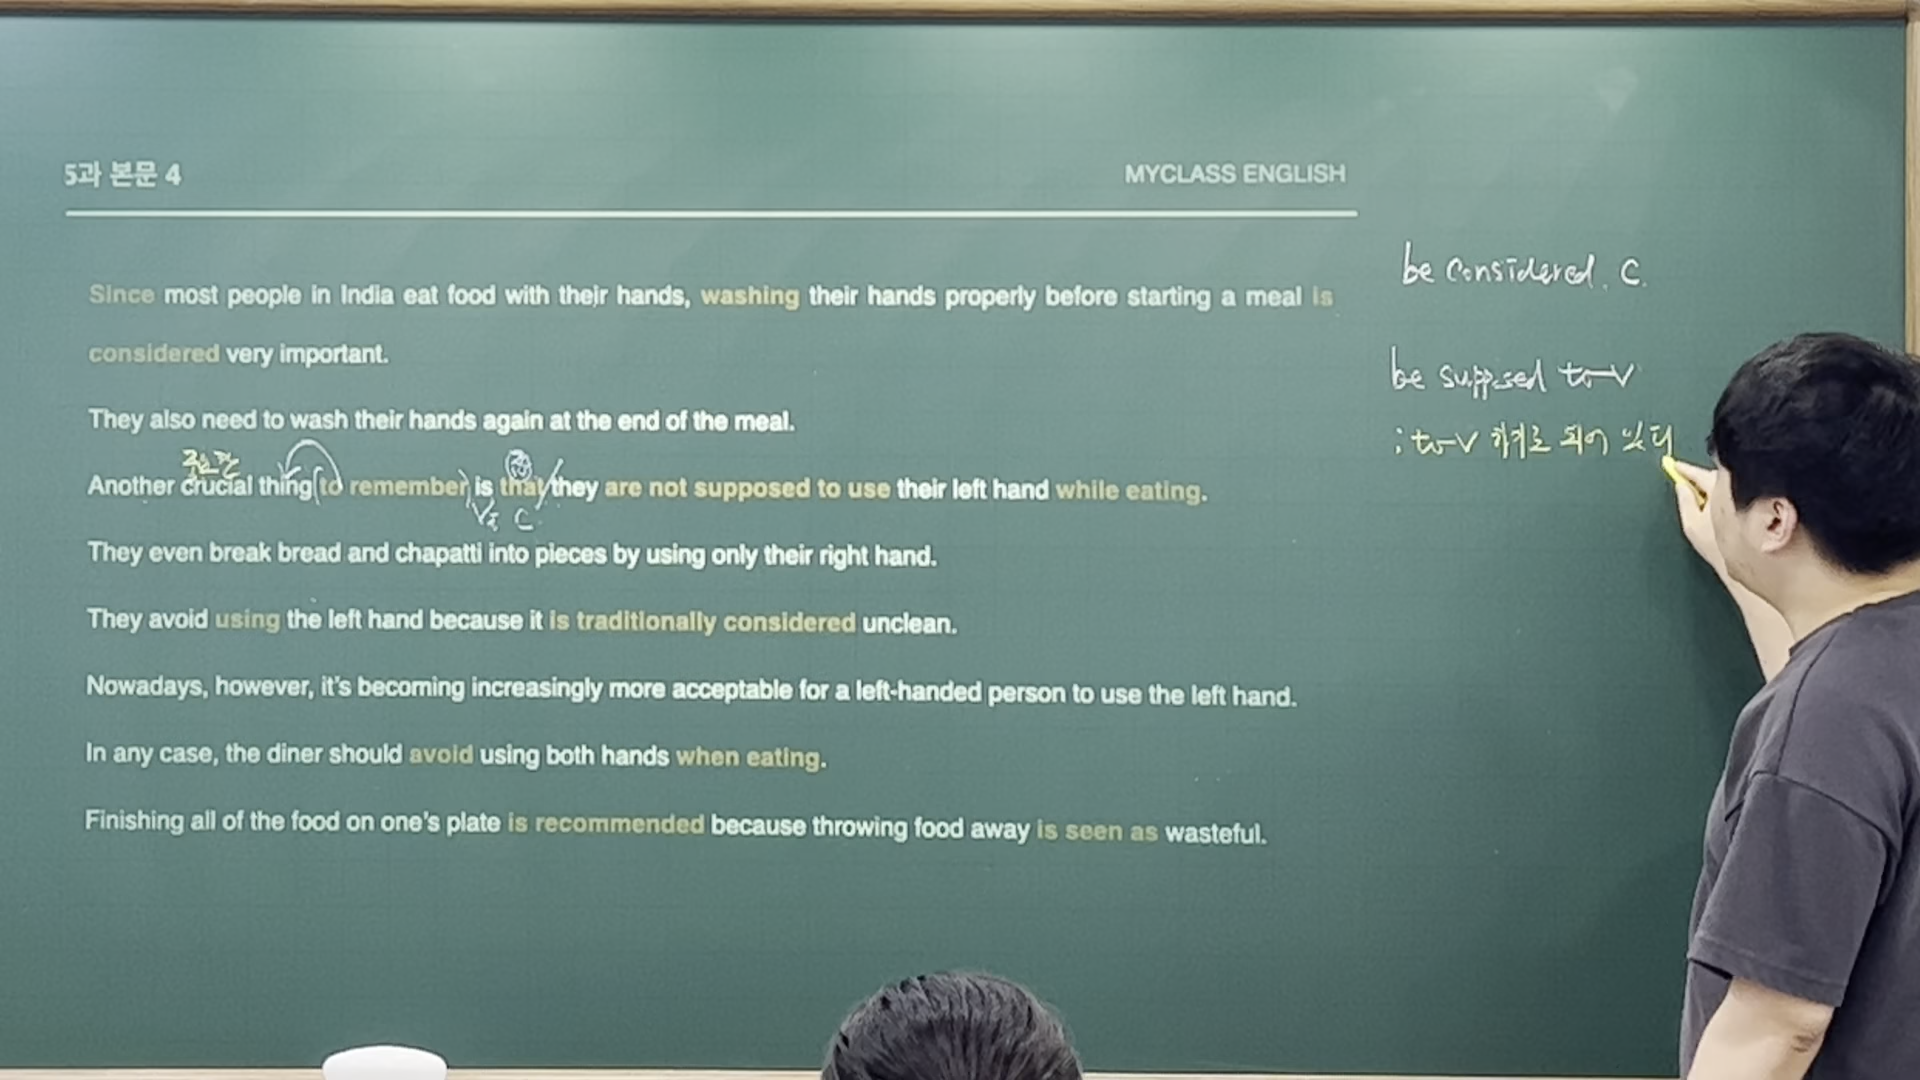 5과 본문 4
MYCLASS ENGLISH
Since most people in India eat food with their hands, washing their hands properly before starting a meal is
considered very important.
They also need to wash their hands again at the end of the meal.
중요한
Another crucial thing to remember is that they are not supposed to use their left hand while eating.
C.
They even break bread and chapatti into pieces by using only their right hand.
They avoid using the left hand because it is traditionally considered unclean.
Nowadays, however, it's becoming increasingly more acceptable for a left-handed person to use the left hand.
In any case, the diner should avoid using both hands when eating.
Finishing all of the food on one's plate is recommended because throwing food away is seen as wasteful.
be considered. C.
be supposed to-V
: to-V 하기로 되어 있다